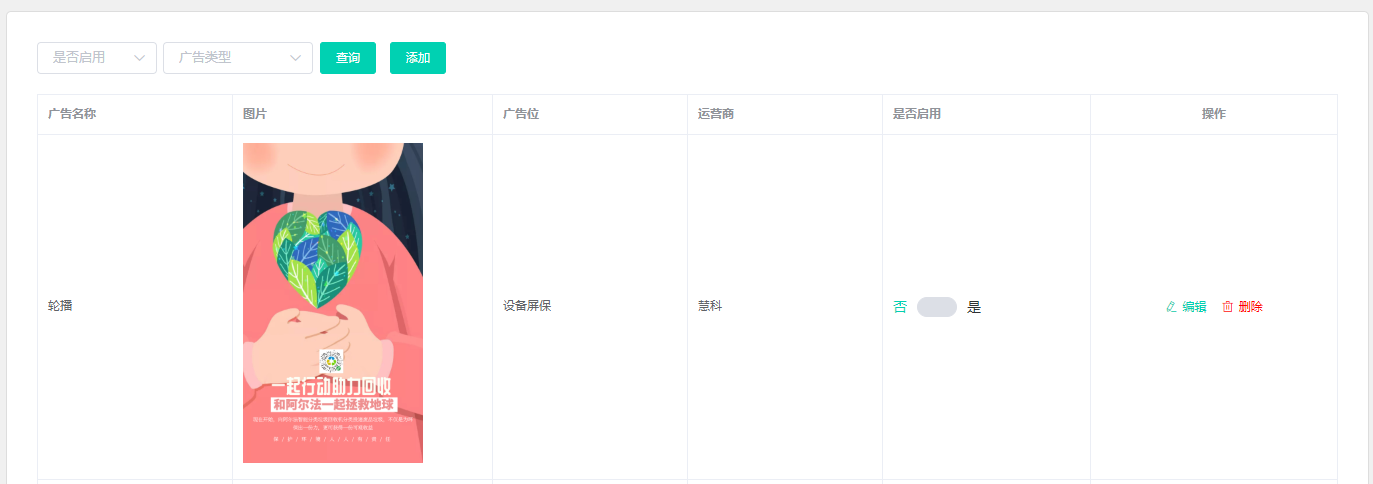 是否启用
广告类型
查询
添加
广告名称
图片
广告位
运营商
是否启用
操作
轮播
一起行动助力回收
和阿尔法一起拯救地球
设备屏保
慧科
否
是
编辑
删除